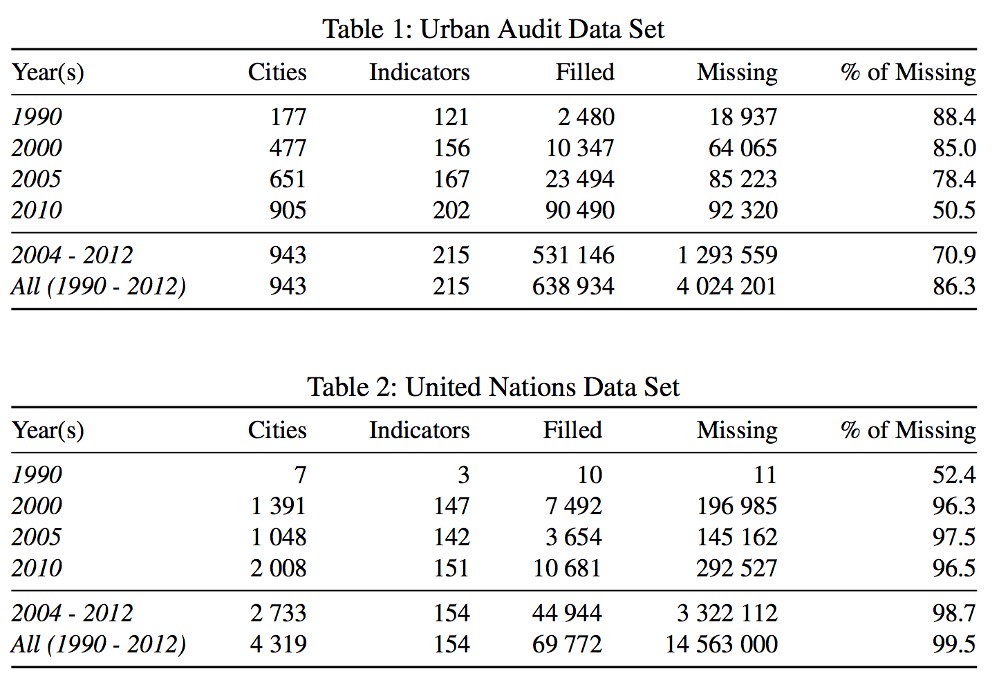 Table 1: Urban Audit Data Set
Year(s) Cities Indicators Filled Missing % of Missing
1990 177 121 2 480 18 937 88.4
2000 477 156 10 347 64 065 85.0
2005 651 167 23 494 85 223 78.4
2010 905 202 90 490 92 320 50.5
2004 - 2012 943 215 531 146 1 293 559 70.9
All (1990 - 2012) 943 215 638 934 4 024 201 86.3
Table 2: United Nations Data Set
Year(s) Cities Indicators Filled Missing % of Missing
1990 7 3 10 11 52.4
2000 1 391 147 7 492 196 985 96.3
2005 1 048 142 3 654 145 162 97.5
2010 2 008 151 10 681 292 527 96.5
2004 - 2012 2 733 154 44 944 3 322 112 98.7
All (1990 - 2012) 4 319 154 69 772 14 563 000 99.5